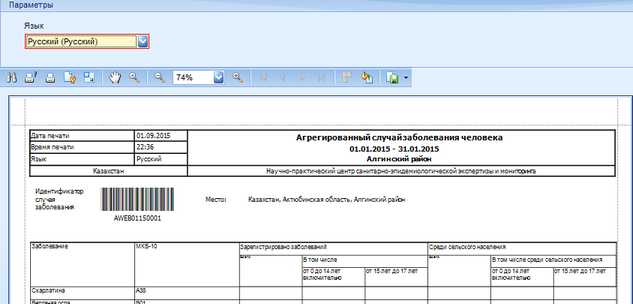 Параметры
Язык
Русский (Русский)
74%
Дата печати 01.09.2015
Агрегированный случай заболевания человека
Время печати 22:36
01.01.2015 - 31.01.2015
Язык Русский
Алгинский район
Казахстан Научно-практический центр санитарно-эпидемиологической экспертизы и мониторинга
Идентификатор
случая
заболевания
AWEB01150001
Место: Казахстан, Актюбинская область, Алгинский район
Заболевание МКБ-10 Зарегистрировано заболеваний Среди сельского населения
Всего В том числе Всего В том числе среди сельского населения
от 0 до 14 лет включительно от 15 лет до 17 лет от 0 до 14 лет включительно от 15 лет до 17 лет
Скарлатина A38
Ветряная оспа B01